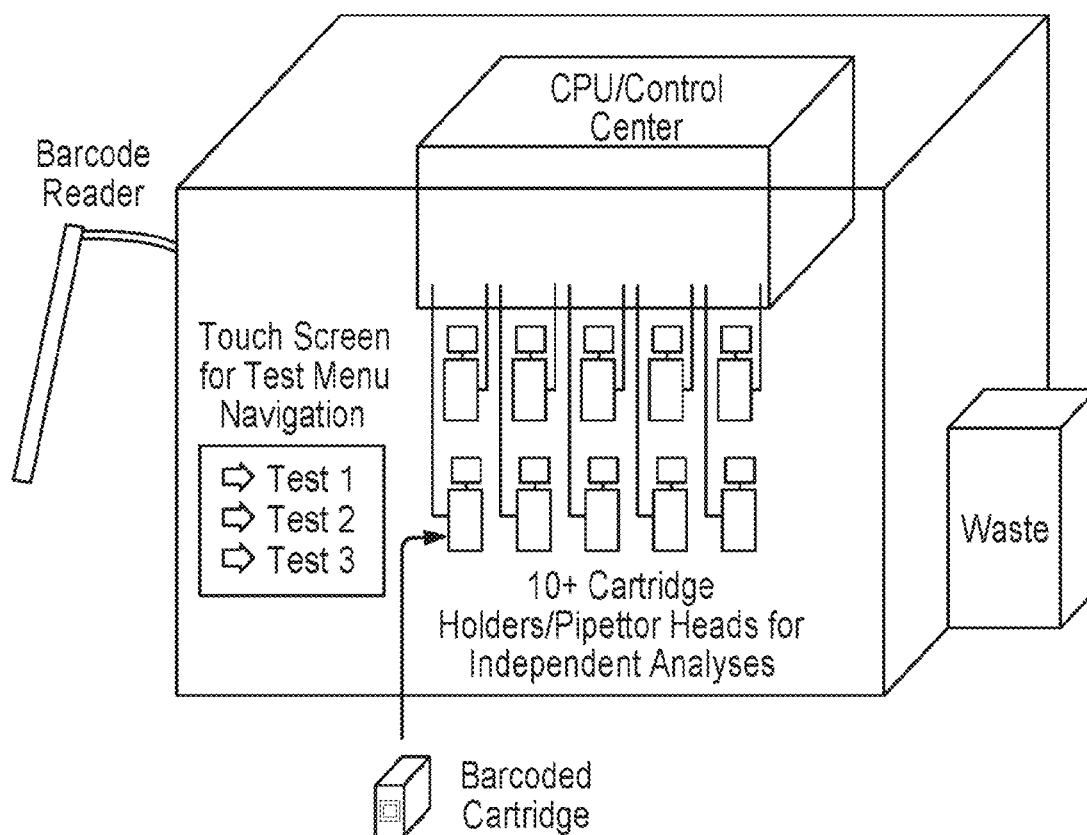 CPU/Control
Center
Barcode
Reader
Touch Screen
for Test Menu
Navigation
Test 1
Test 2
Test 3
Waste
10+ Cartridge
Holders/Pipettor Heads for
Independent Analyses
Barcoded
Cartridge